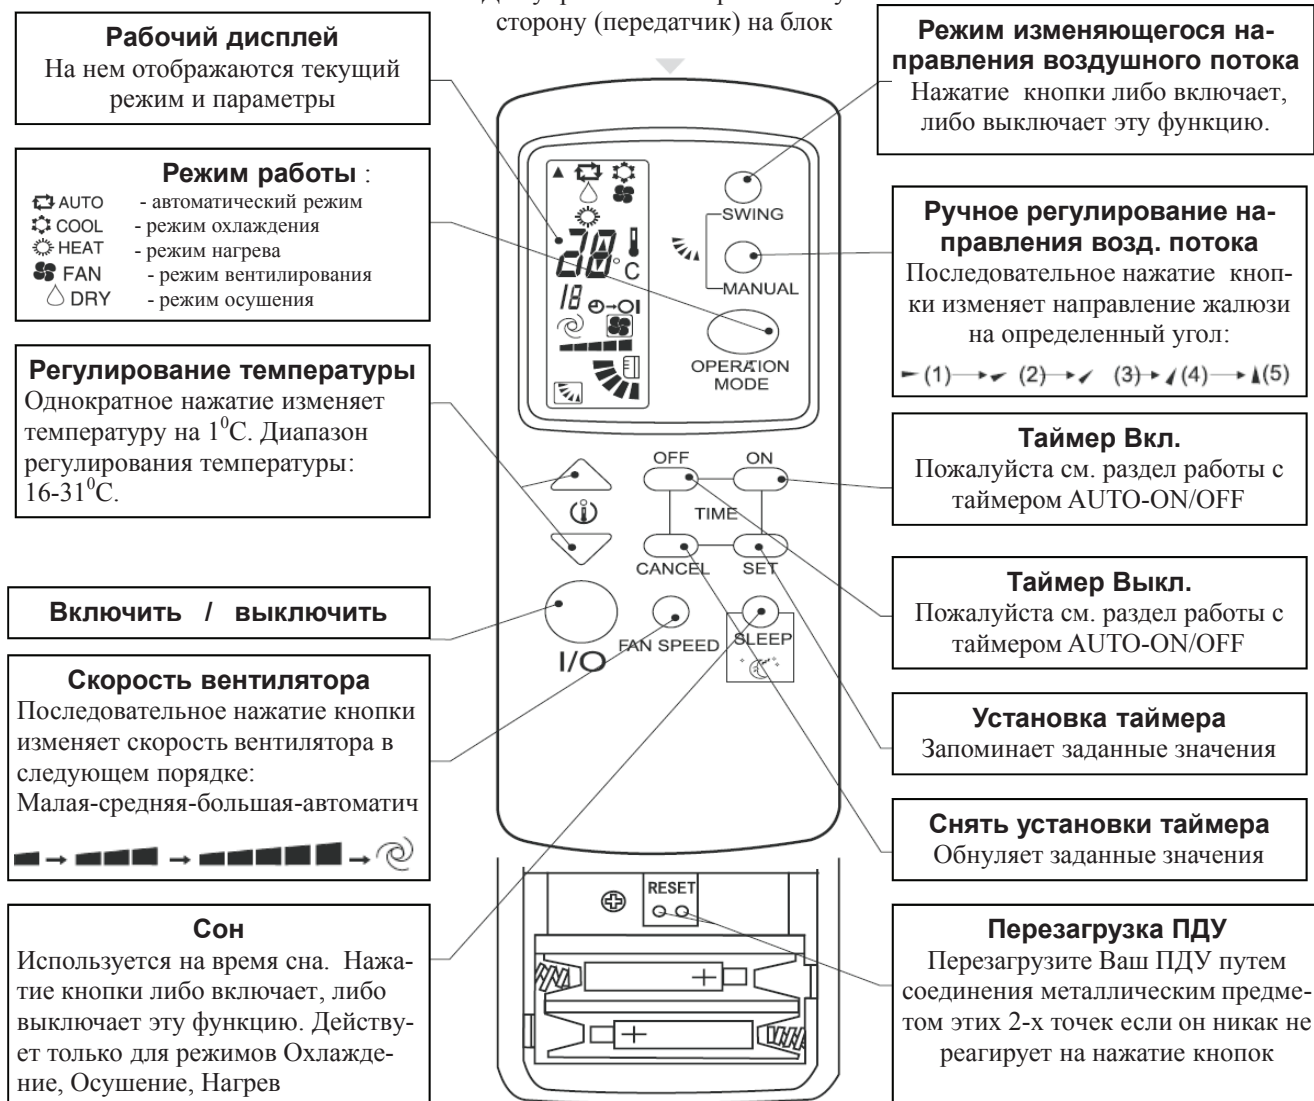 сторону (передатчик) на блок
Рабочий дисплей
На нем отображаются текущий
режим и параметры
Режим работы :
AUTO - автоматический режим
COOL - режим охлаждения
HEAT - режим нагрева
FAN - режим вентилирования
DRY - режим осушения
Регулирование температуры
Однократное нажатие изменяет
температуру на 1⁰С. Диапазон
регулирования температуры:
16-31⁰С.
Включить / выключить
Скорость вентилятора
Последовательное нажатие кнопки
изменяет скорость вентилятора в
следующем порядке:
Малая-средняя-большая-автоматич
Сон
Используется на время сна. Нажа-
тие кнопки либо включает, либо
выключает эту функцию. Действу-
ет только для режимов Охлажде-
ние, Осушение, Нагрев
SWING
MANUAL
OPERATION
MODE
°C
18
OFF ON
TIME
CANCEL SET
I/O
FAN SPEED
SLEEP
RESET
+
+
Режим изменяющегося на-
правления воздушного потока
Нажатие кнопки либо включает,
либо выключает эту функцию.
Ручное регулирование на-
правления возд. потока
Последовательное нажатие кноп-
ки изменяет направление жалюзи
на определенный угол:
(1) (2) (3) (4) (5)
Таймер Вкл.
Пожалуйста см. раздел работы с
таймером AUTO-ON/OFF
Таймер Выкл.
Пожалуйста см. раздел работы с
таймером AUTO-ON/OFF
Установка таймера
Запоминает заданные значения
Снять установки таймера
Обнуляет заданные значения
Перезагрузка ПДУ
Перезагрузите Ваш ПДУ путем
соединения металлическим предме-
том этих 2-х точек если он никак не
реагирует на нажатие кнопок